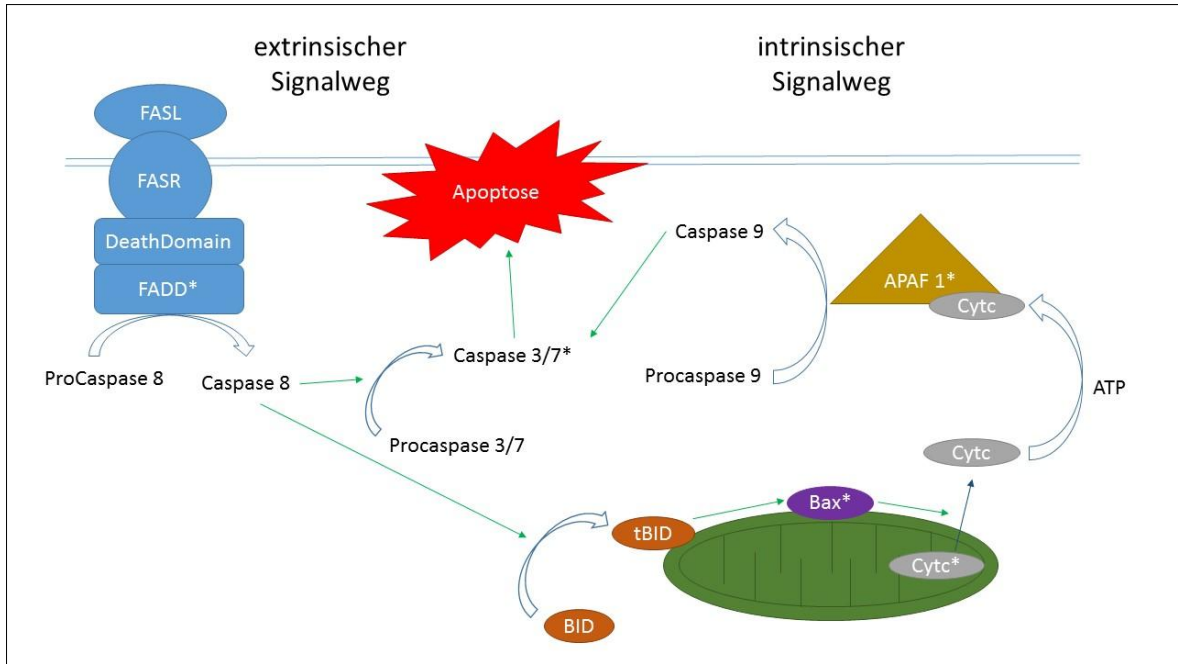 extrinsischer
Signalweg
intrinsischer
Signalweg
FASL
FASR
Apoptose
DeathDomain
FADD*
Caspase 9
APAF 1*
Cytc
ProCaspase 8
Caspase 8
Caspase 3/7*
Procaspase 9
ATP
Procaspase 3/7
Cytc
Bax*
tBID
Cytc*
BID